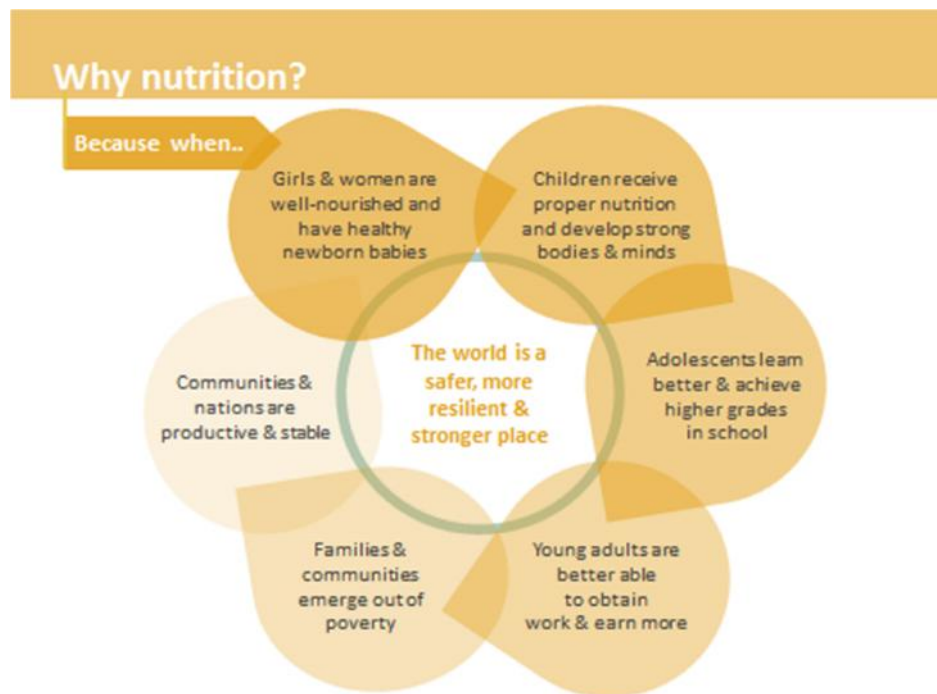 Why nutrition?
Because when..
Girls & women are
well-nourished and
have healthy
newborn babies
Children receive
proper nutrition
and develop strong
bodies & minds
Adolescents learn
better & achieve
higher grades
in school
Young adults are
better able
to obtain
work & earn more
Families &
communities
emerge out of
poverty
Communities &
nations are
productive & stable
The world is a
safer, more
resilient &
stronger place